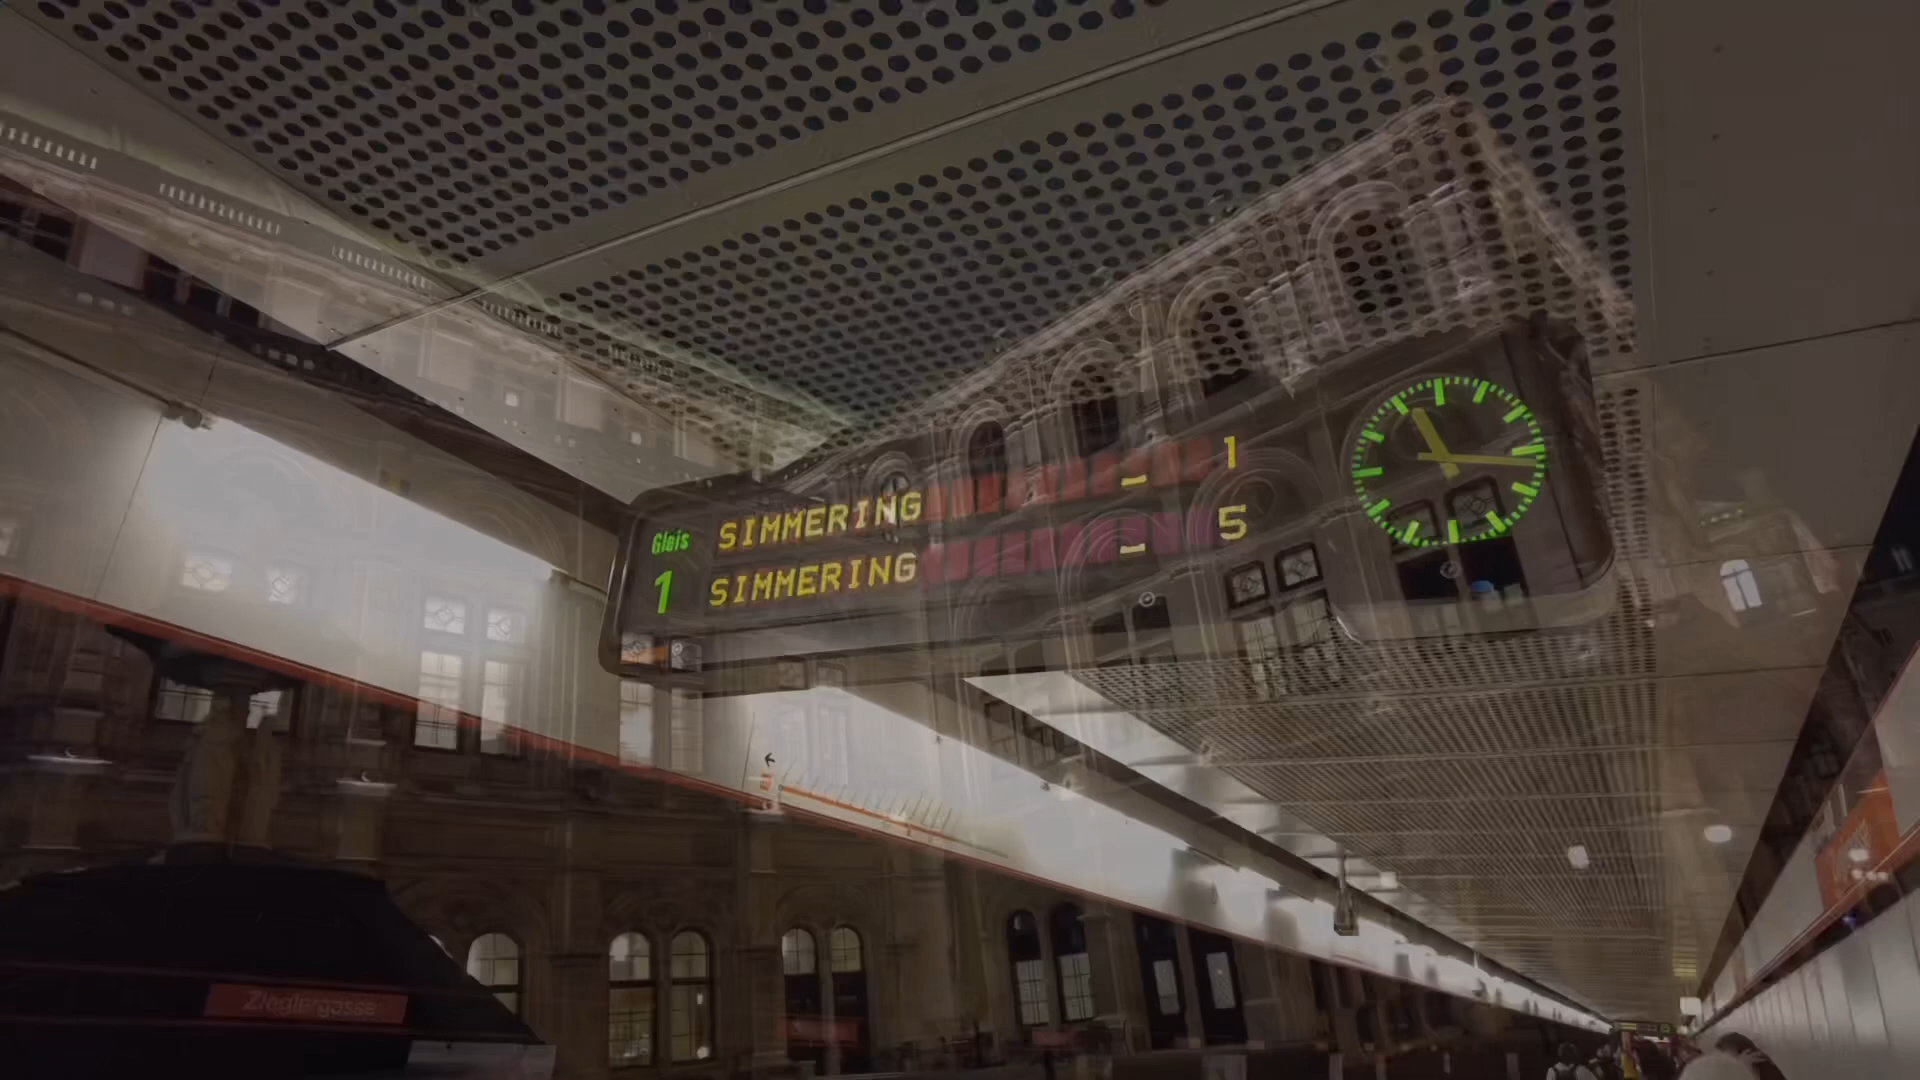 Gleis SIMMERING – 1
1 SIMMERING – 5
Zieglergasse